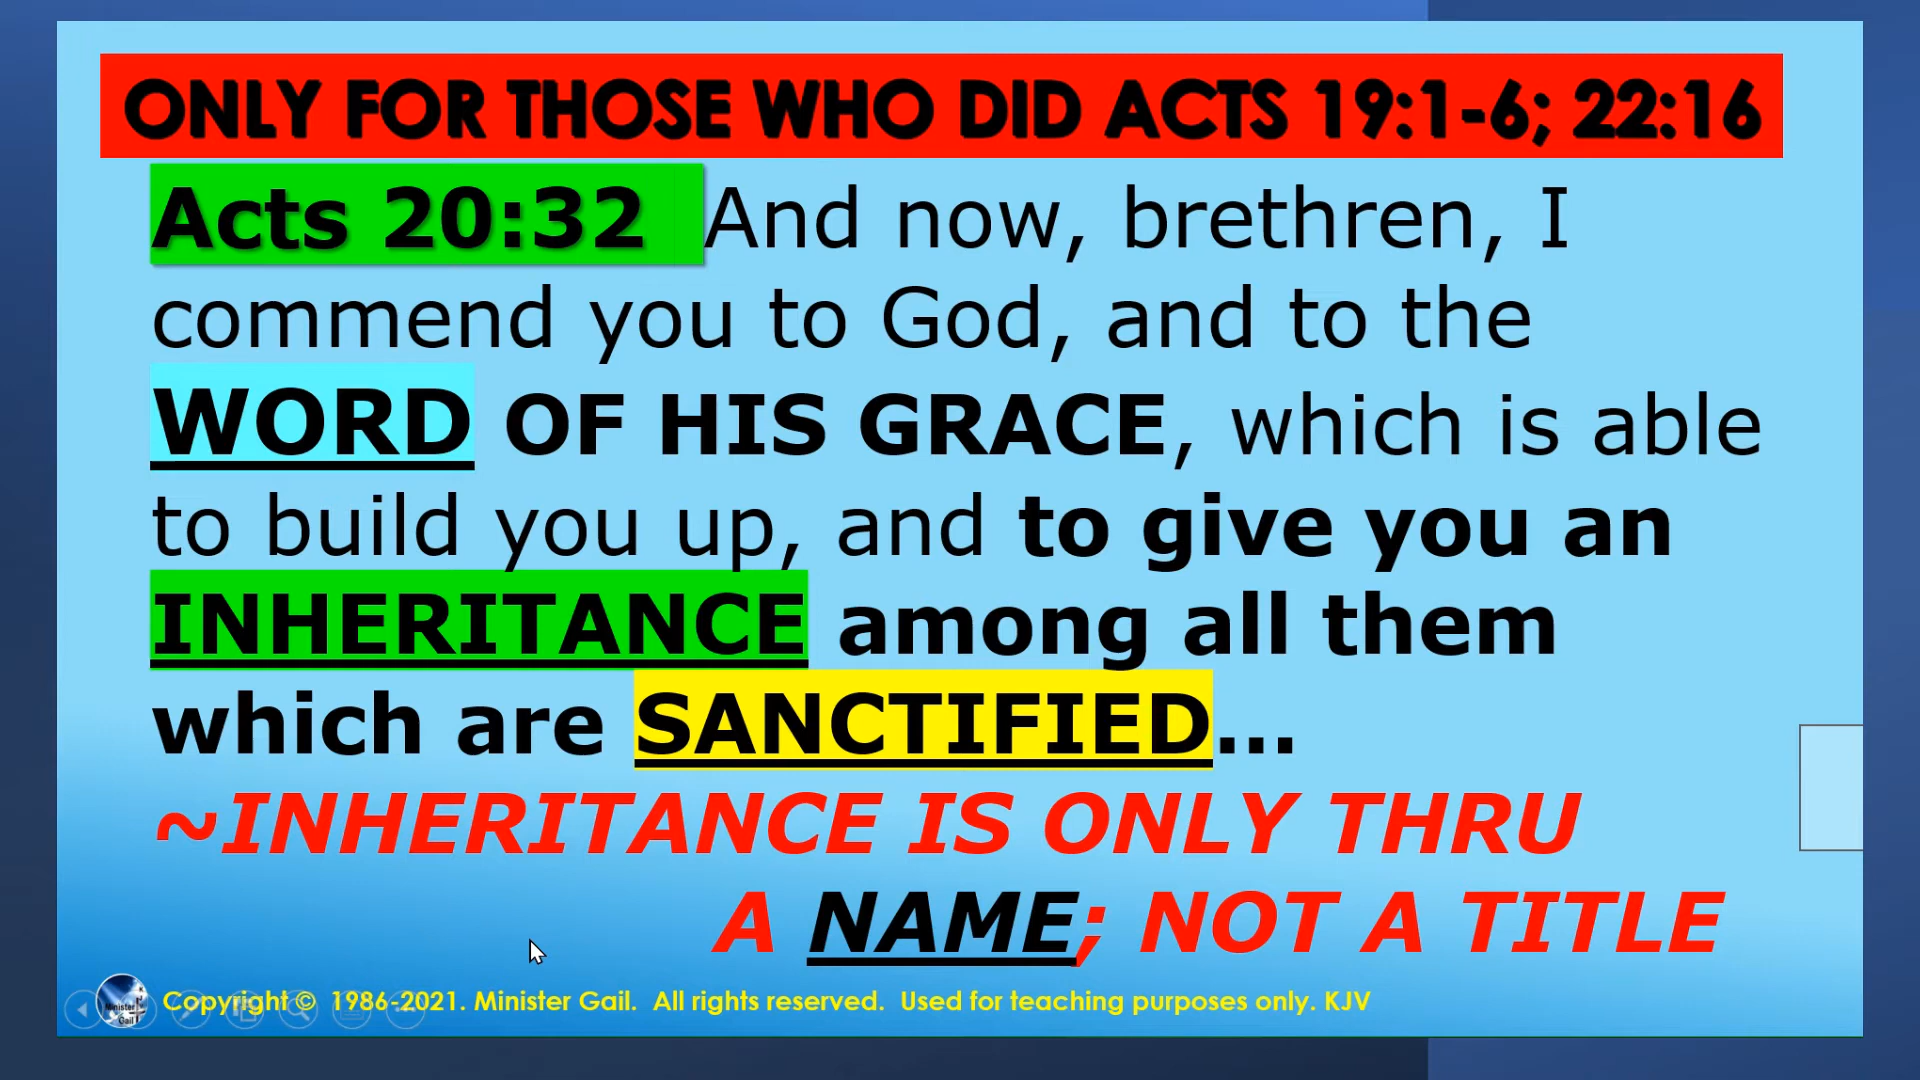 ONLY FOR THOSE WHO DID ACTS 19:1-6; 22:16
Acts 20:32 And now, brethren, I
commend you to God, and to the
WORD OF HIS GRACE, which is able
to build you up, and to give you an
INHERITANCE among all them
which are SANCTIFIED...
~INHERITANCE IS ONLY THRU
A NAME; NOT A TITLE
Minister
Gail
Copyright © 1986-2021. Minister Gail. All rights reserved. Used for teaching purposes only. KJV